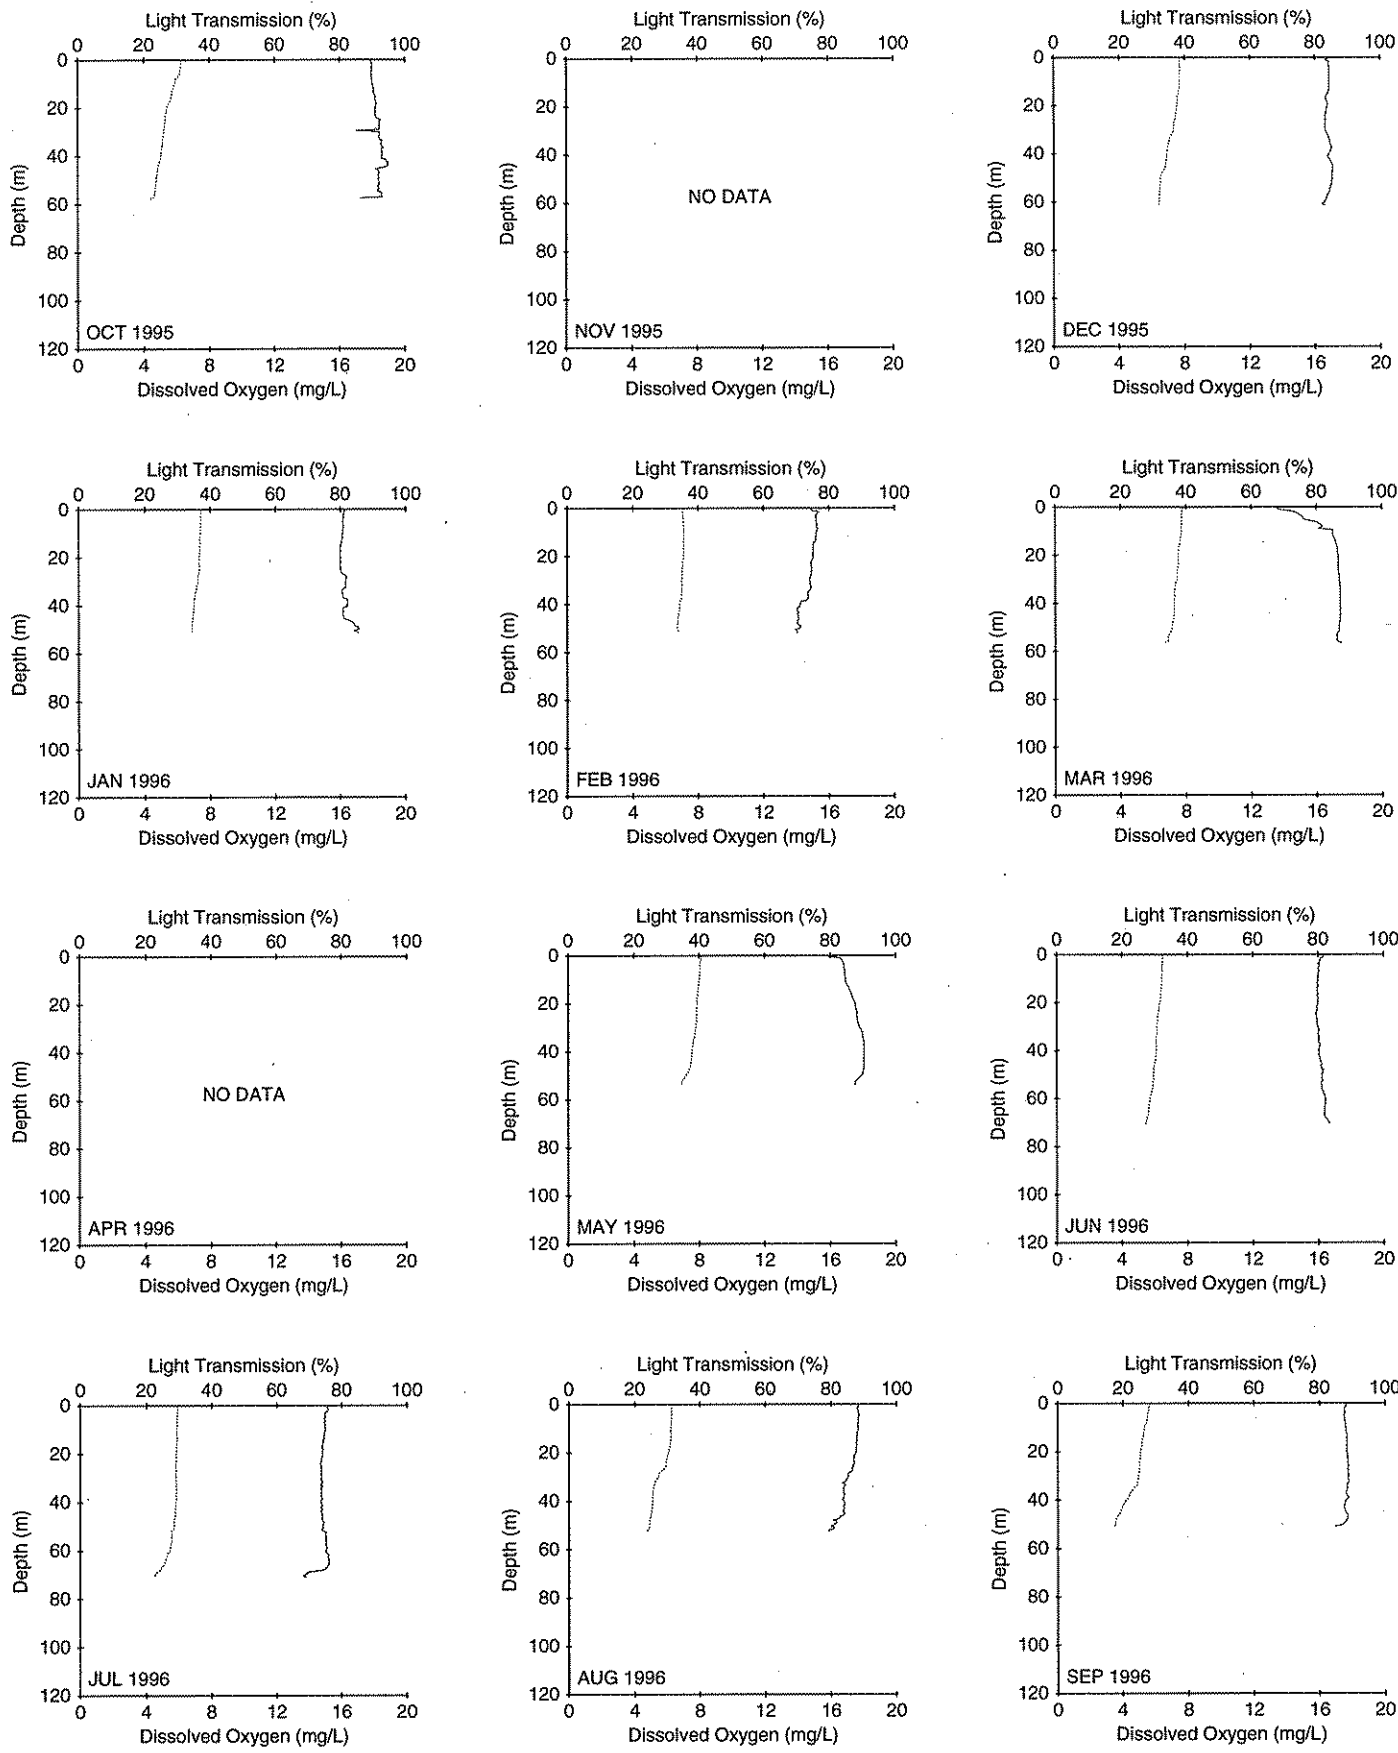 Light Transmission (%)
0 20 40 60 80 100
0
20
40
60
80
100
120
Depth (m)
OCT 1995
0 4 8 12 16 20
Dissolved Oxygen (mg/L)
Light Transmission (%)
0 20 40 60 80 100
0
20
40
60
80
100
120
Depth (m)
NO DATA
NOV 1995
0 4 8 12 16 20
Dissolved Oxygen (mg/L)
Light Transmission (%)
0 20 40 60 80 100
0
20
40
60
80
100
120
Depth (m)
DEC 1995
0 4 8 12 16 20
Dissolved Oxygen (mg/L)
Light Transmission (%)
0 20 40 60 80 100
0
20
40
60
80
100
120
Depth (m)
JAN 1996
0 4 8 12 16 20
Dissolved Oxygen (mg/L)
Light Transmission (%)
0 20 40 60 80 100
0
20
40
60
80
100
120
Depth (m)
FEB 1996
0 4 8 12 16 20
Dissolved Oxygen (mg/L)
Light Transmission (%)
0 20 40 60 80 100
0
20
40
60
80
100
120
Depth (m)
MAR 1996
0 4 8 12 16 20
Dissolved Oxygen (mg/L)
Light Transmission (%)
0 20 40 60 80 100
0
20
40
60
80
100
120
Depth (m)
NO DATA
APR 1996
0 4 8 12 16 20
Dissolved Oxygen (mg/L)
Light Transmission (%)
0 20 40 60 80 100
0
20
40
60
80
100
120
Depth (m)
MAY 1996
0 4 8 12 16 20
Dissolved Oxygen (mg/L)
Light Transmission (%)
0 20 40 60 80 100
0
20
40
60
80
100
120
Depth (m)
JUN 1996
0 4 8 12 16 20
Dissolved Oxygen (mg/L)
Light Transmission (%)
0 20 40 60 80 100
0
20
40
60
80
100
120
Depth (m)
JUL 1996
0 4 8 12 16 20
Dissolved Oxygen (mg/L)
Light Transmission (%)
0 20 40 60 80 100
0
20
40
60
80
100
120
Depth (m)
AUG 1996
0 4 8 12 16 20
Dissolved Oxygen (mg/L)
Light Transmission (%)
0 20 40 60 80 100
0
20
40
60
80
100
120
Depth (m)
SEP 1996
0 4 8 12 16 20
Dissolved Oxygen (mg/L)